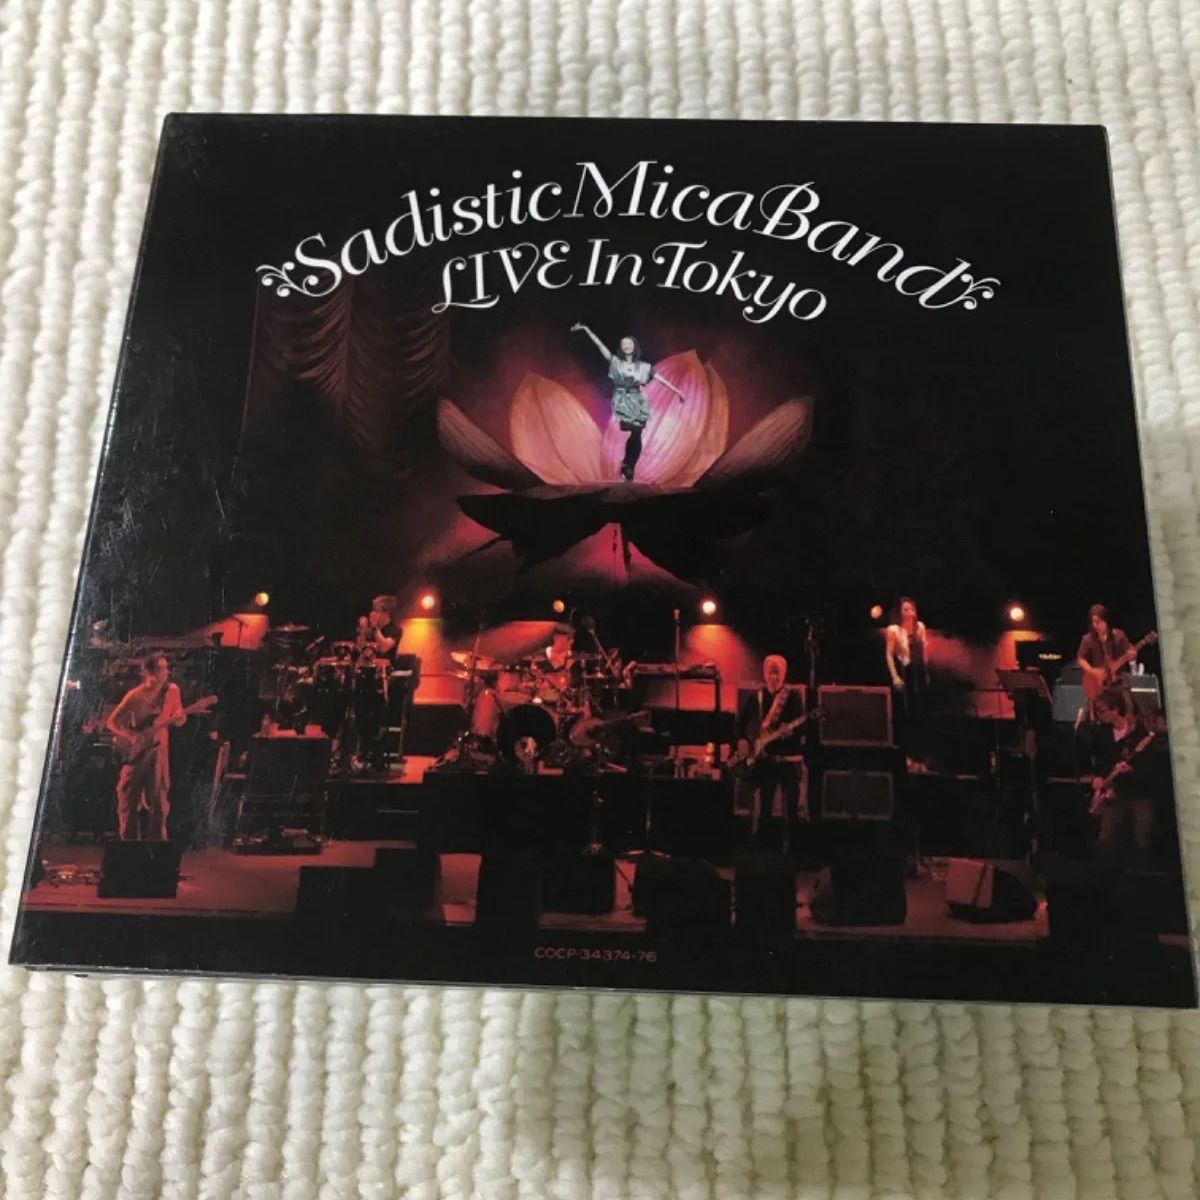 Sadistic Mica Band
LIVE In Tokyo
COCP-34374-76